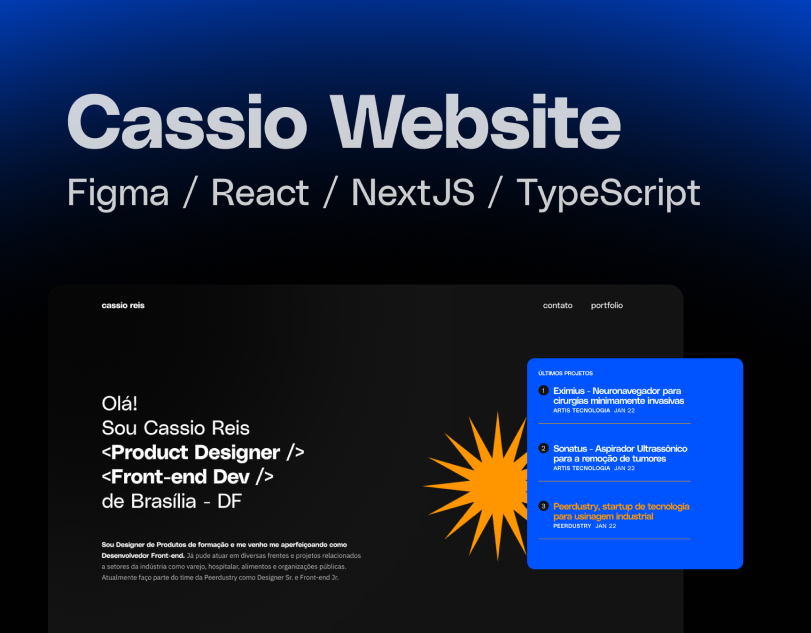 Cassio Website
Figma / React / NextJS / TypeScript
cassio reis
contato
portfolio
Olá!
Sou Cassio Reis
<Product Designer />
<Front-end Dev />
de Brasília - DF
Sou Designer de Produtos de formação e me venho me aperfeiçoando como
Desenvolvedor Front-end. Já pude atuar em diversas frentes e projetos relacionados
a setores da indústria como varejo, hospitalar, alimentos e organizações públicas.
Atualmente faço parte do time da Peerdustry como Designer Sr. e Front-end Jr.
ÚLTIMOS PROJETOS
1 Eximius - Neuronavegador para
cirurgias minimamente invasivas
ARTIS TECNOLOGIA JAN 22
2 Sonatus - Aspirador Ultrassônico
para a remoção de tumores
ARTIS TECNOLOGIA JAN 22
3 Peerdustry, startup de tecnologia
para usinagem industrial
PEERDUSTRY JAN 22